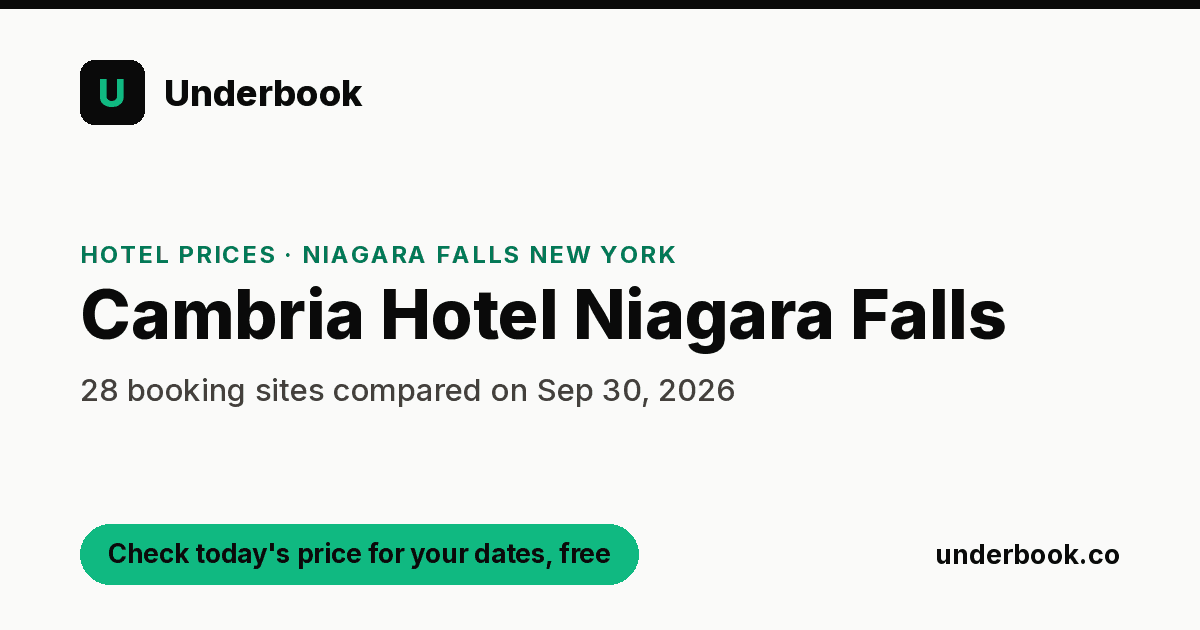 U Underbook
HOTEL PRICES · NIAGARA FALLS NEW YORK
Cambria Hotel Niagara Falls
28 booking sites compared on Sep 30, 2026
Check today's price for your dates, free
underbook.co